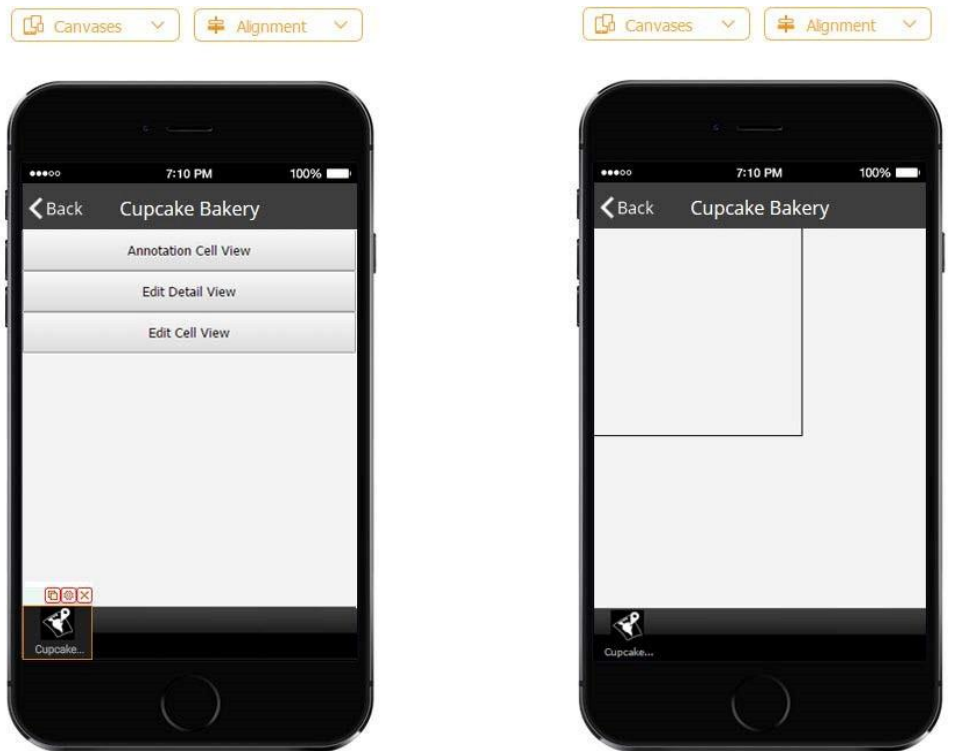 Canvases
Alignment
7:10 PM
100%
Back
Cupcake Bakery
Annotation Cell View
Edit Detail View
Edit Cell View
Cupcake...
Canvases
Alignment
7:10 PM
100%
Back
Cupcake Bakery
Cupcake...